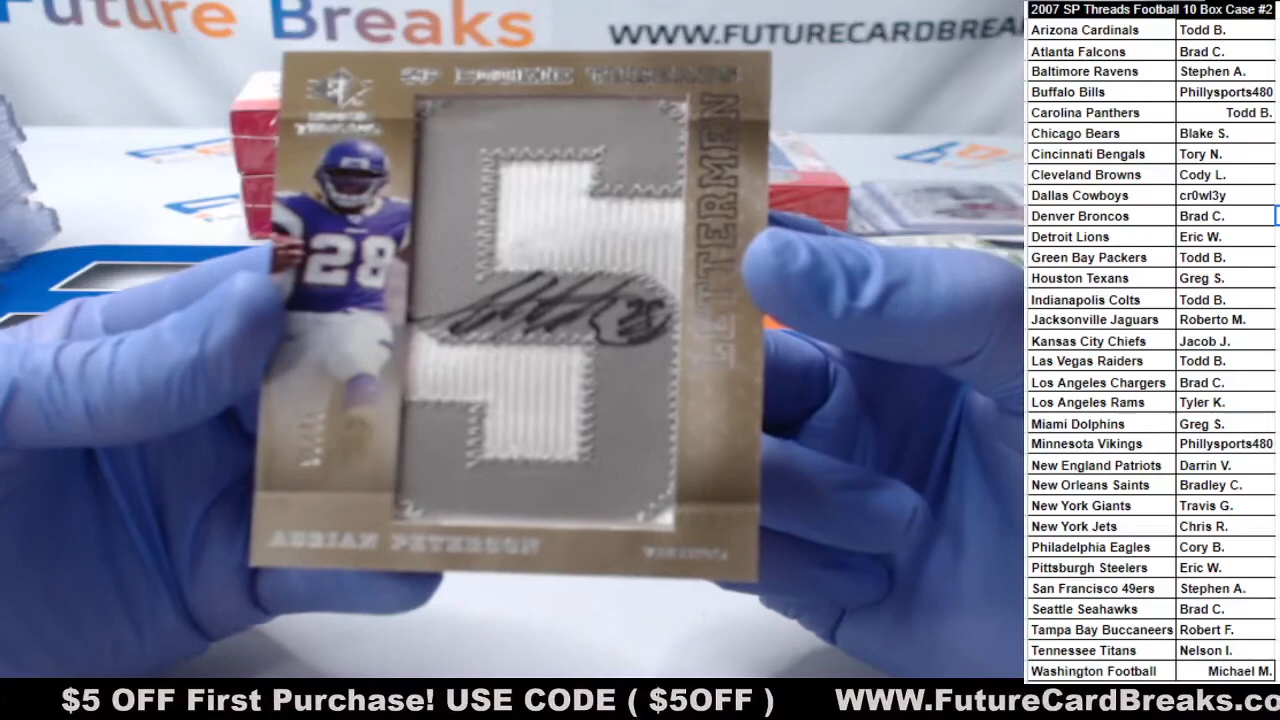 Future Breaks
WWW.FUTURECARDBREA
SP ROOKIE THREADS
LETTERMEN
28
28
ADRIAN PETERSON
2007 SP Threads Football 10 Box Case #2
Arizona Cardinals Todd B.
Atlanta Falcons Brad C.
Baltimore Ravens Stephen A.
Buffalo Bills Phillysports480
Carolina Panthers Todd B.
Chicago Bears Blake S.
Cincinnati Bengals Tory N.
Cleveland Browns Cody L.
Dallas Cowboys cr0wl3y
Denver Broncos Brad C.
Detroit Lions Eric W.
Green Bay Packers Todd B.
Houston Texans Greg S.
Indianapolis Colts Todd B.
Jacksonville Jaguars Roberto M.
Kansas City Chiefs Jacob J.
Las Vegas Raiders Todd B.
Los Angeles Chargers Brad C.
Los Angeles Rams Tyler K.
Miami Dolphins Greg S.
Minnesota Vikings Phillysports480
New England Patriots Darrin V.
New Orleans Saints Bradley C.
New York Giants Travis G.
New York Jets Chris R.
Philadelphia Eagles Cory B.
Pittsburgh Steelers Eric W.
San Francisco 49ers Stephen A.
Seattle Seahawks Brad C.
Tampa Bay Buccaneers Robert F.
Tennessee Titans Nelson I.
Washington Football Michael M.
$5 OFF First Purchase! USE CODE ( $5OFF )
WWW.FutureCardBreaks.co